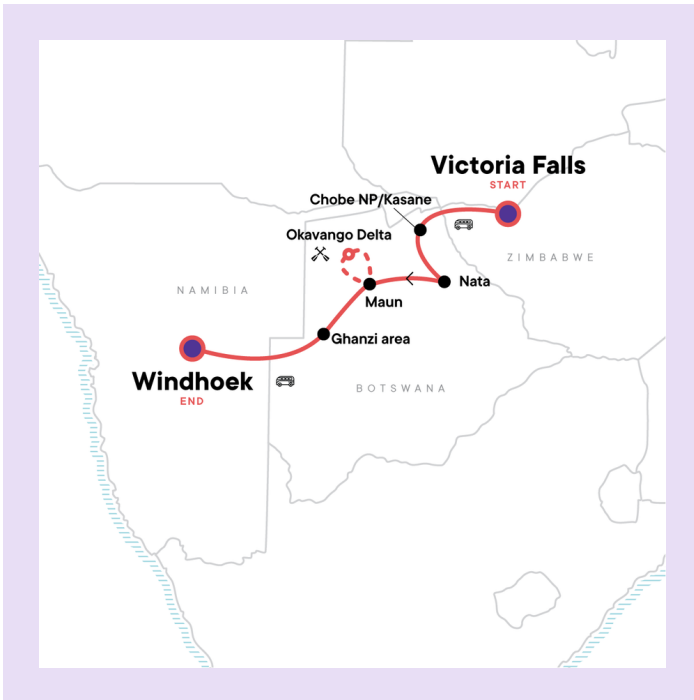 Victoria Falls
START
Chobe NP/Kasane
Okavango Delta
ZIMBABWE
NAMIBIA
Nata
Maun
Ghanzi area
Windhoek
END
BOTSWANA